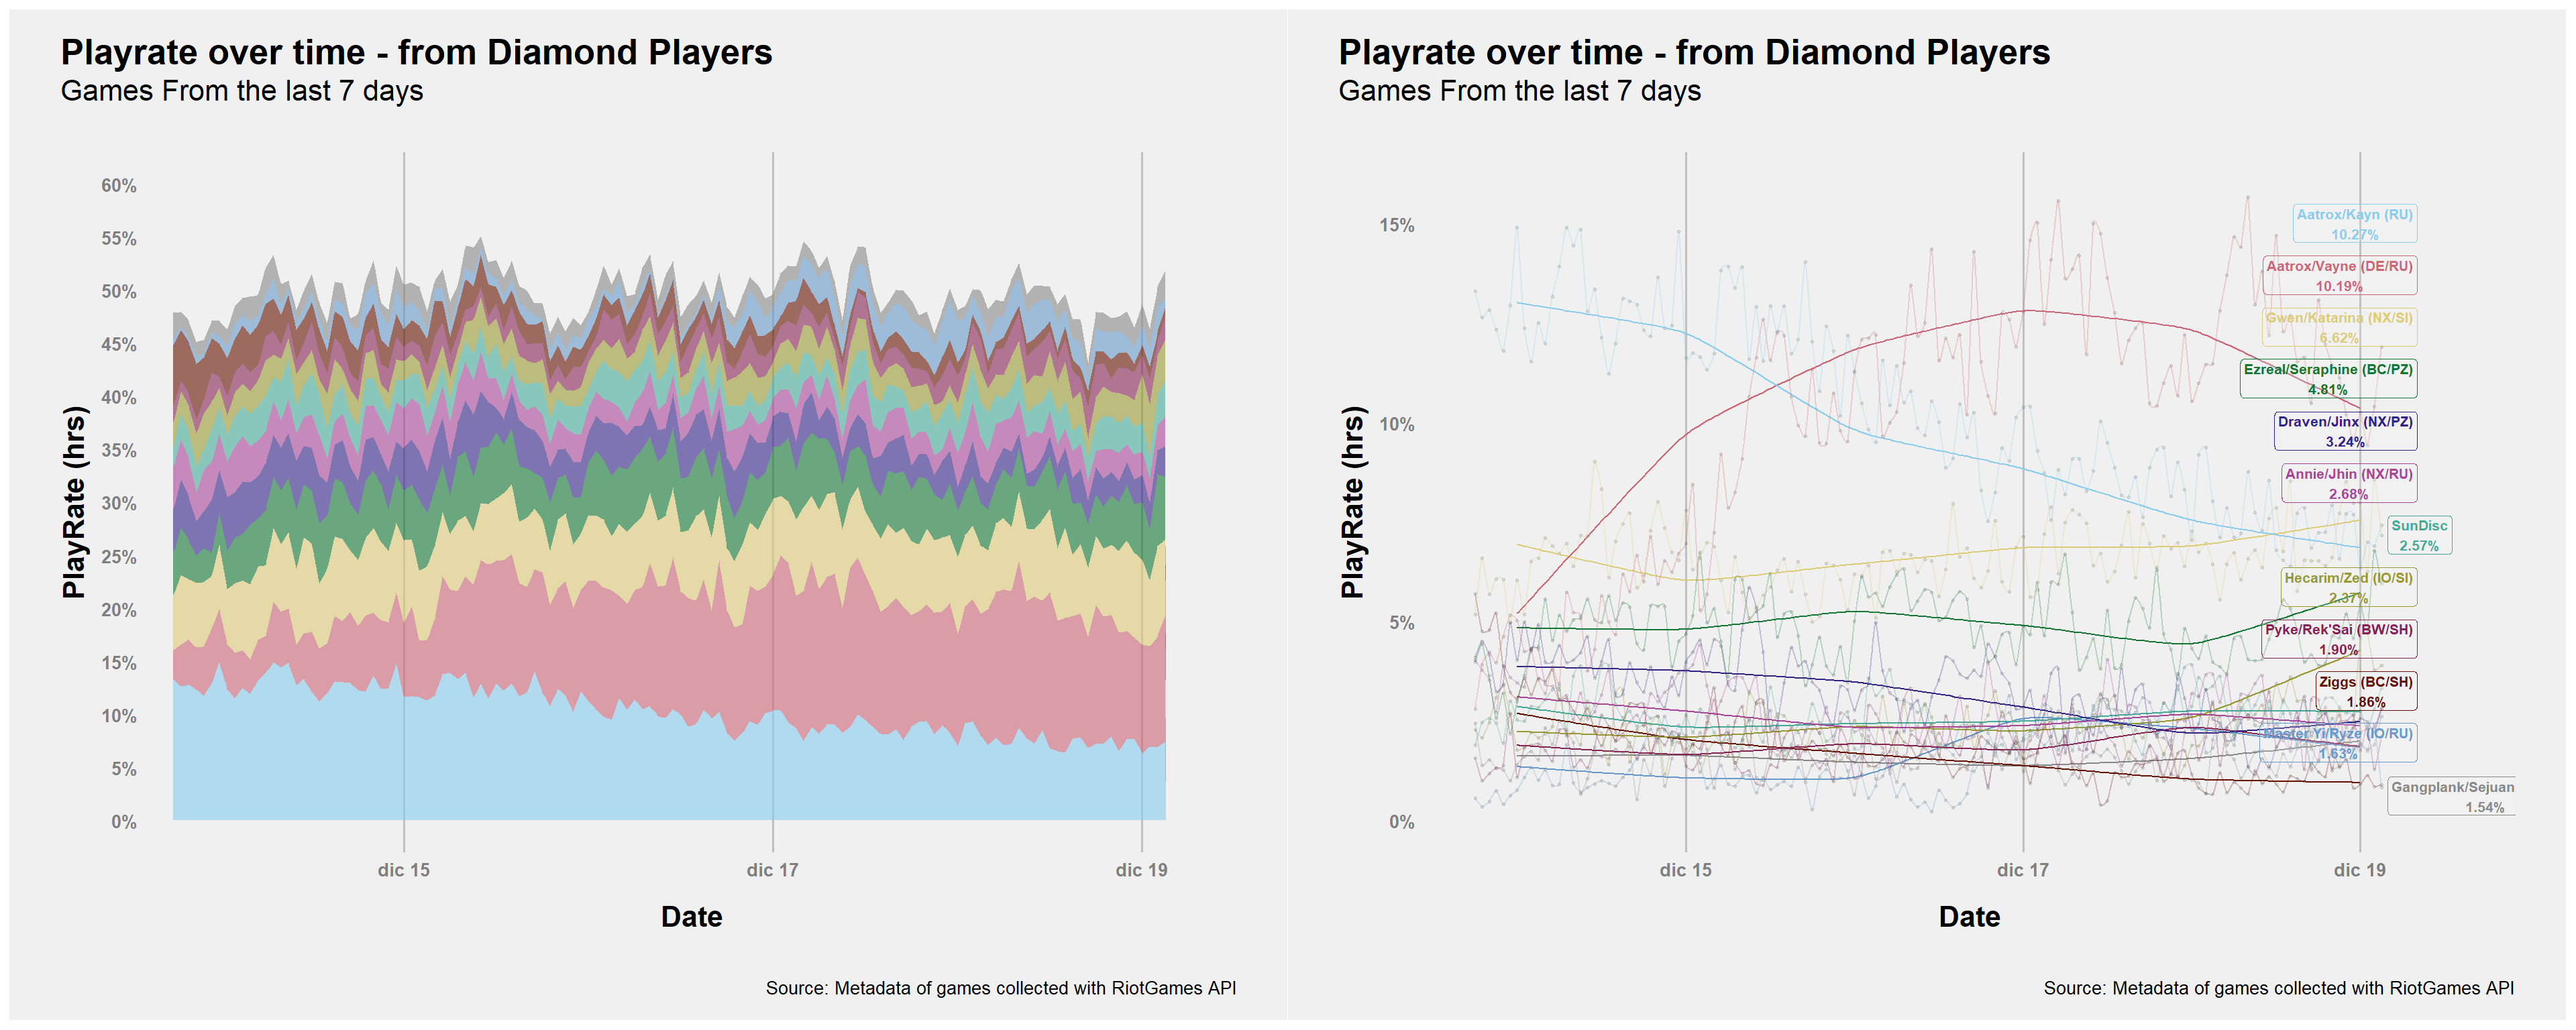 Playrate over time - from Diamond Players
Games From the last 7 days
60%
55%
50%
45%
40%
35%
30%
25%
20%
15%
10%
5%
0%
PlayRate (hrs)
dic 15
dic 17
dic 19
Date
Source: Metadata of games collected with RiotGames API
Playrate over time - from Diamond Players
Games From the last 7 days
15%
10%
5%
0%
PlayRate (hrs)
Aatrox/Kayn (RU)
10.27%
Aatrox/Vayne (DE/RU)
10.19%
Gwen/Katarina (NX/SI)
6.62%
Ezreal/Seraphine (BC/PZ)
4.81%
Draven/Jinx (NX/PZ)
3.24%
Annie/Jhin (NX/RU)
2.68%
SunDisc
2.57%
Hecarim/Zed (IO/SI)
2.37%
Pyke/Rek'Sai (BW/SH)
1.90%
Ziggs (BC/SH)
1.86%
Master Yi/Ryze (IO/RU)
1.63%
Gangplank/Sejuan
1.54%
dic 15
dic 17
dic 19
Date
Source: Metadata of games collected with RiotGames API